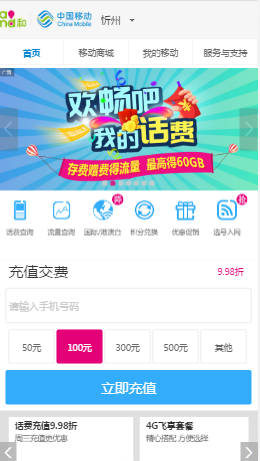 and和 中国移动 China Mobile 忻州
首页 移动商城 我的移动 服务与支持
广告
欢畅吧
我的话费
存费赠费得流量 最高得60GB
降 抢
话费查询 流量查询 国际/港澳台 积分兑换 优惠促销 选号入网
充值交费 9.98折
请输入手机号码
50元 100元 300元 500元 其他
立即充值
话费充值9.98折 4G飞享套餐
周三充值更优惠 精心搭配,方便选择